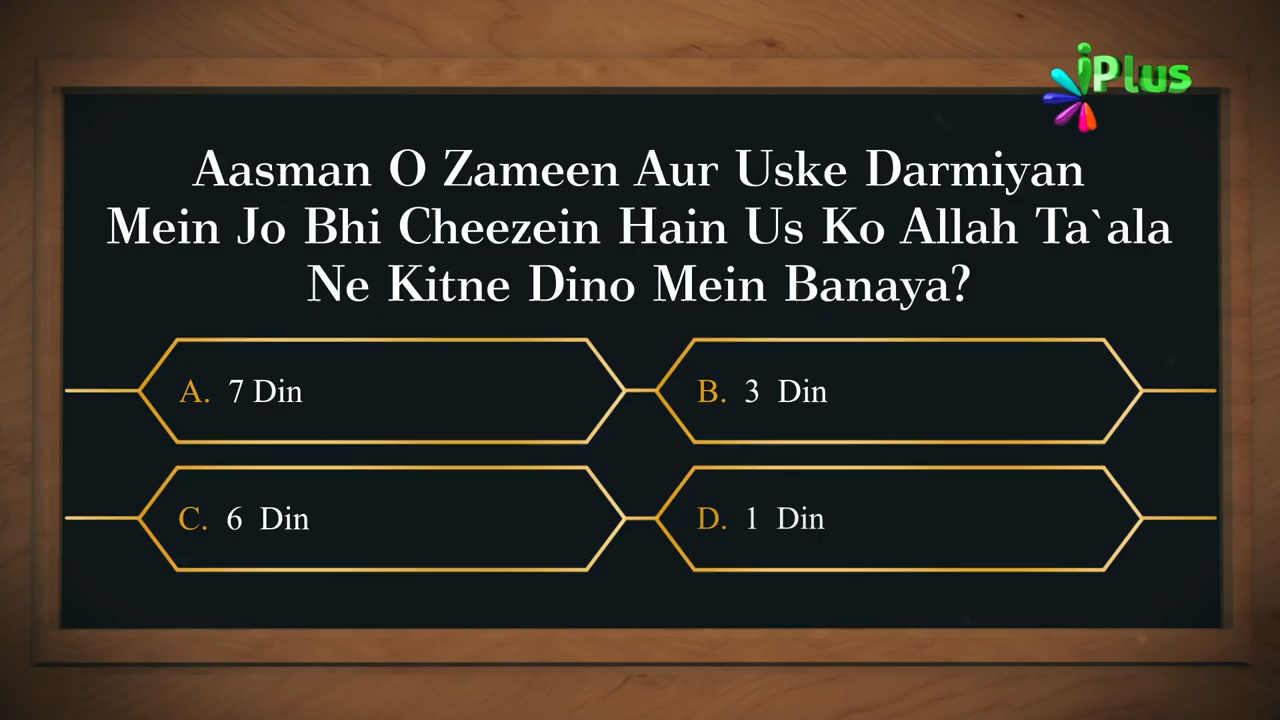 iPlus
Aasman O Zameen Aur Uske Darmiyan
Mein Jo Bhi Cheezein Hain Us Ko Allah Ta`ala
Ne Kitne Dino Mein Banaya?
A. 7 Din
B. 3 Din
C. 6 Din
D. 1 Din